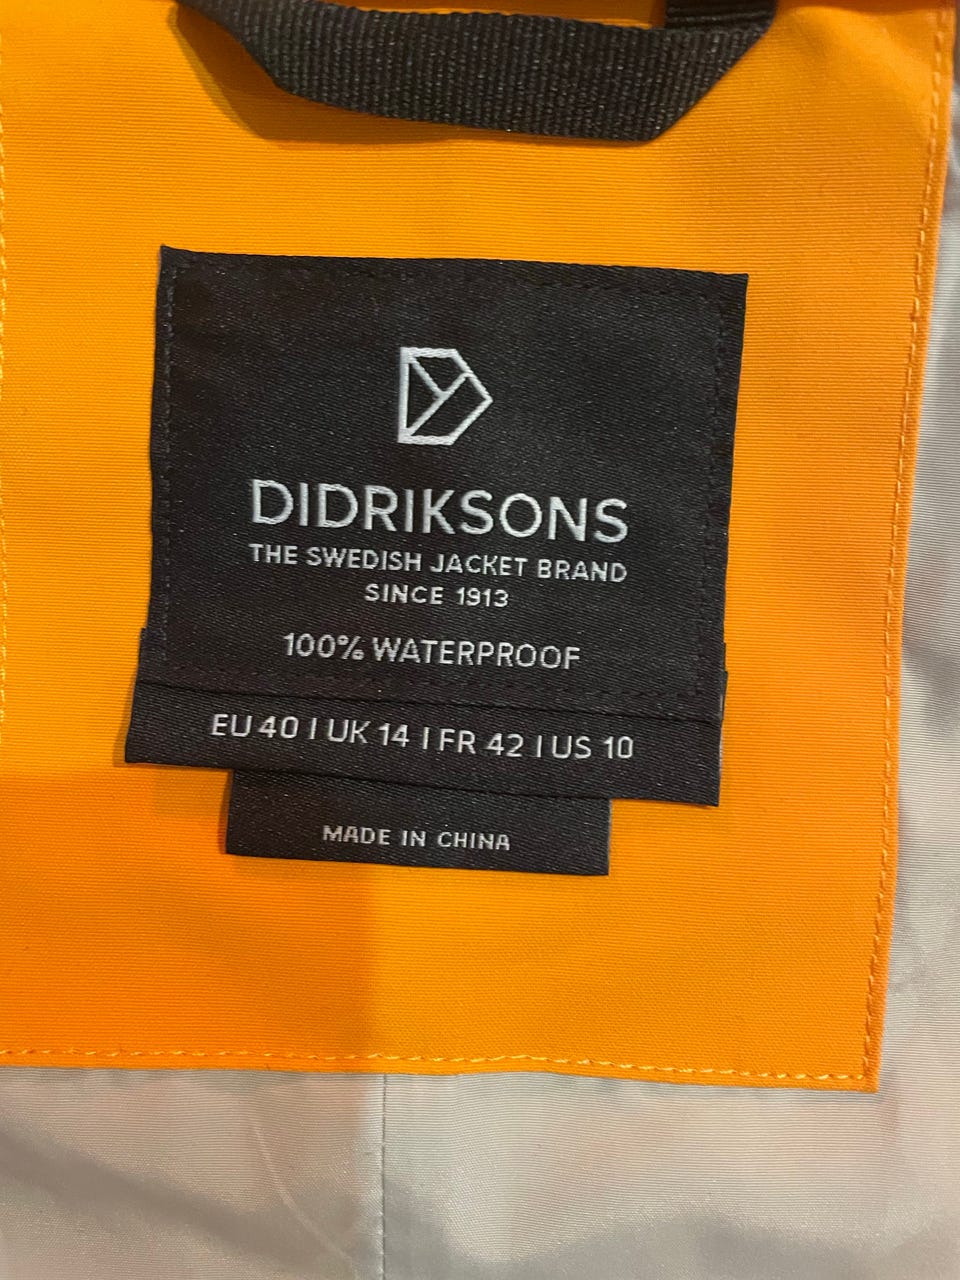 DIDRIKSONS
THE SWEDISH JACKET BRAND
SINCE 1913
100% WATERPROOF
EU 40 | UK 14 | FR 42 | US 10
MADE IN CHINA